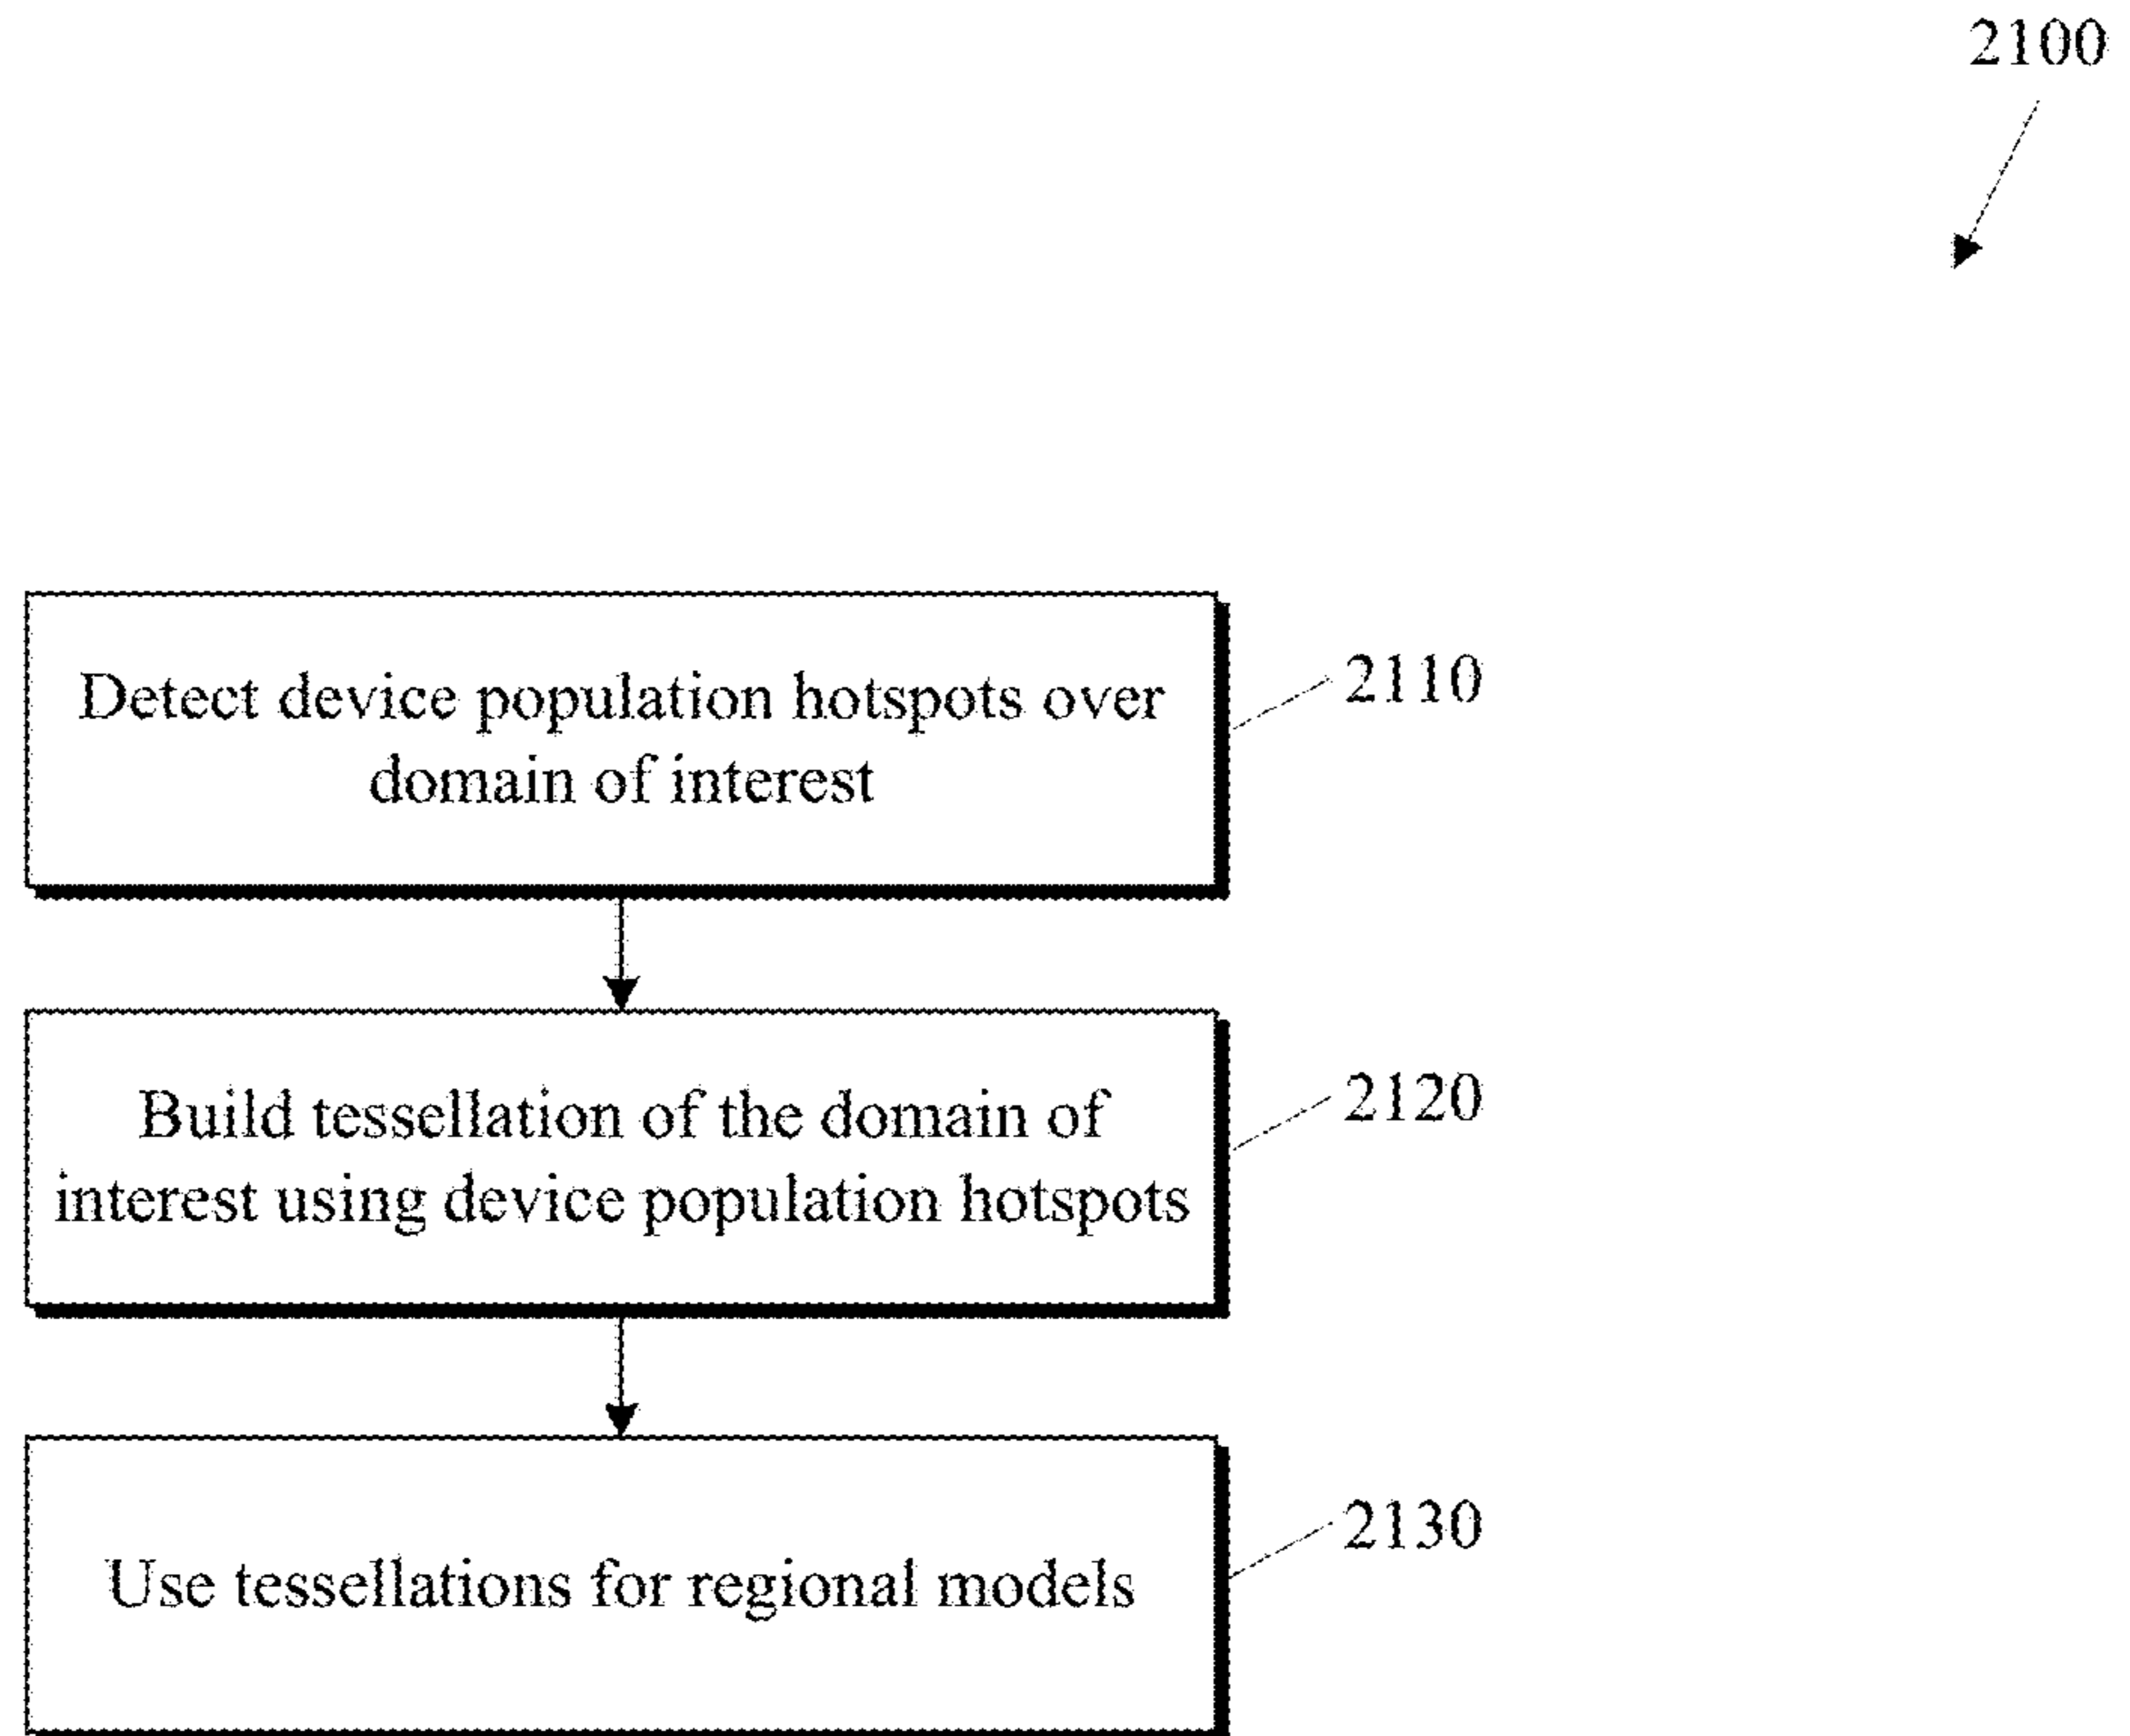 2100
Detect device population hotspots over
domain of interest
2110
Build tessellation of the domain of
interest using device population hotspots
2120
Use tessellations for regional models
2130